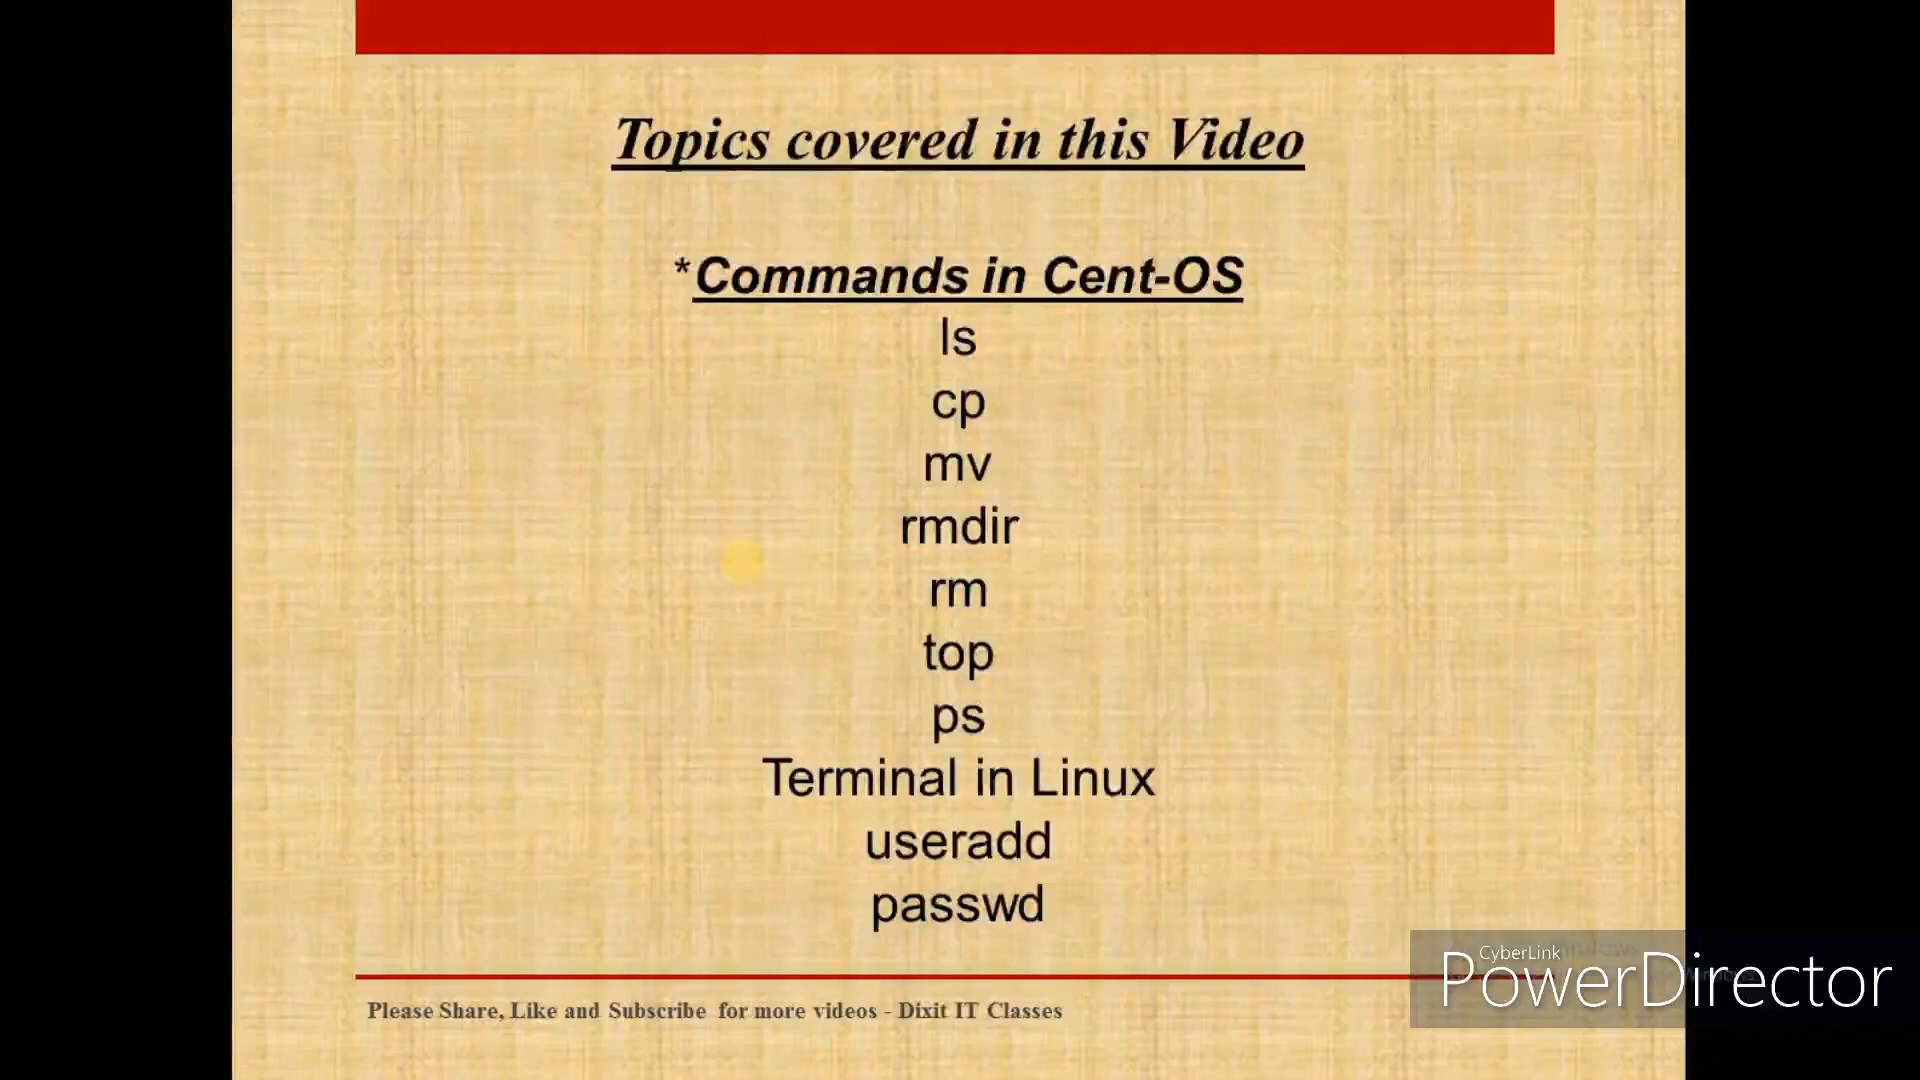 Topics covered in this Video
*Commands in Cent-OS
ls
cp
mv
rmdir
rm
top
ps
Terminal in Linux
useradd
passwd
Please Share, Like and Subscribe for more videos - Dixit IT Classes
CyberLink
PowerDirector